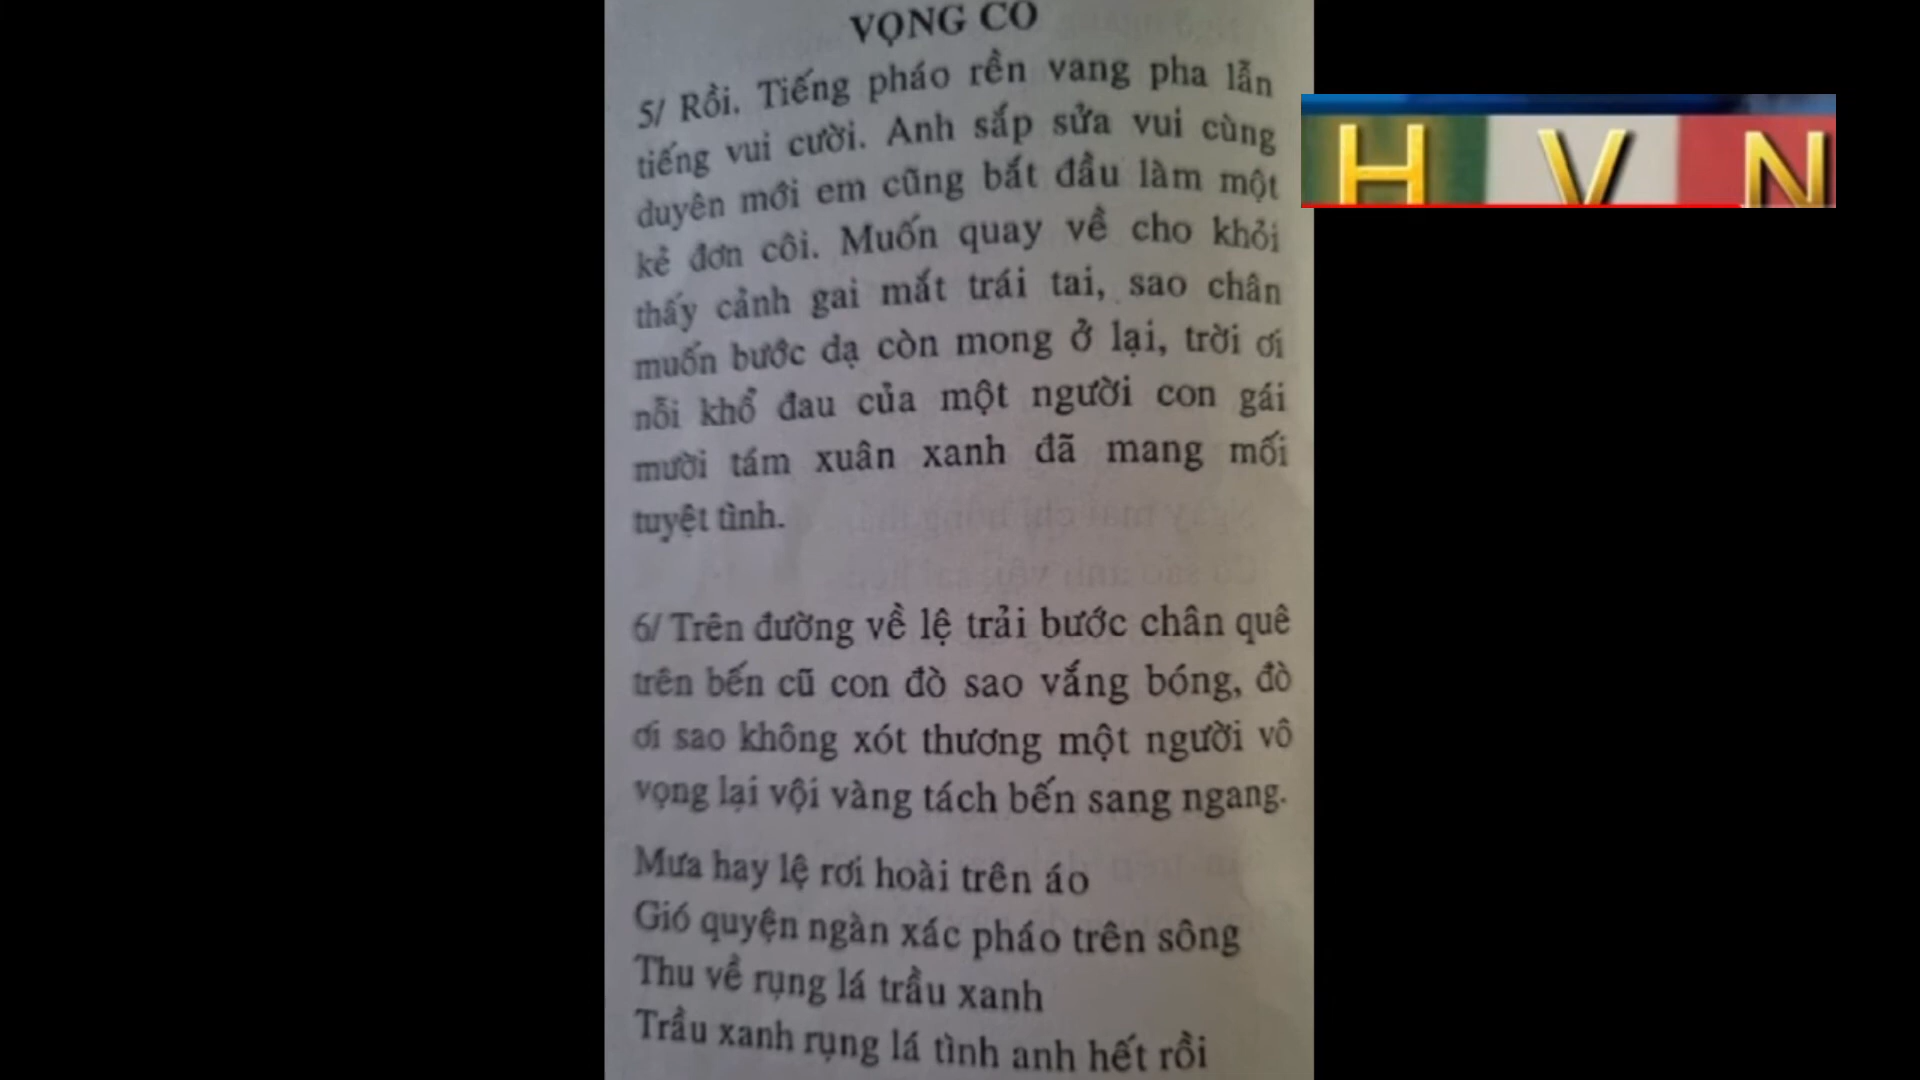 VỌNG CỔ
5/ Rồi. Tiếng pháo rền vang pha lẫn
tiếng vui cười. Anh sắp sửa vui cùng
duyên mới em cũng bắt đầu làm một
kẻ đơn côi. Muốn quay về cho khỏi
thấy cảnh gai mắt trái tai, sao chân
muốn bước dạ còn mong ở lại, trời ơi
nỗi khổ đau của một người con gái
mười tám xuân xanh đã mang mối
tuyệt tình.
6/ Trên đường về lệ trải bước chân quê
trên bến cũ con đò sao vắng bóng, đò
ơi sao không xót thương một người vô
vọng lại vội vàng tách bến sang ngang.
Mưa hay lệ rơi hoài trên áo
Gió quyện ngàn xác pháo trên sông
Thu về rụng lá trầu xanh
Trầu xanh rụng lá tình anh hết rồi
H V N